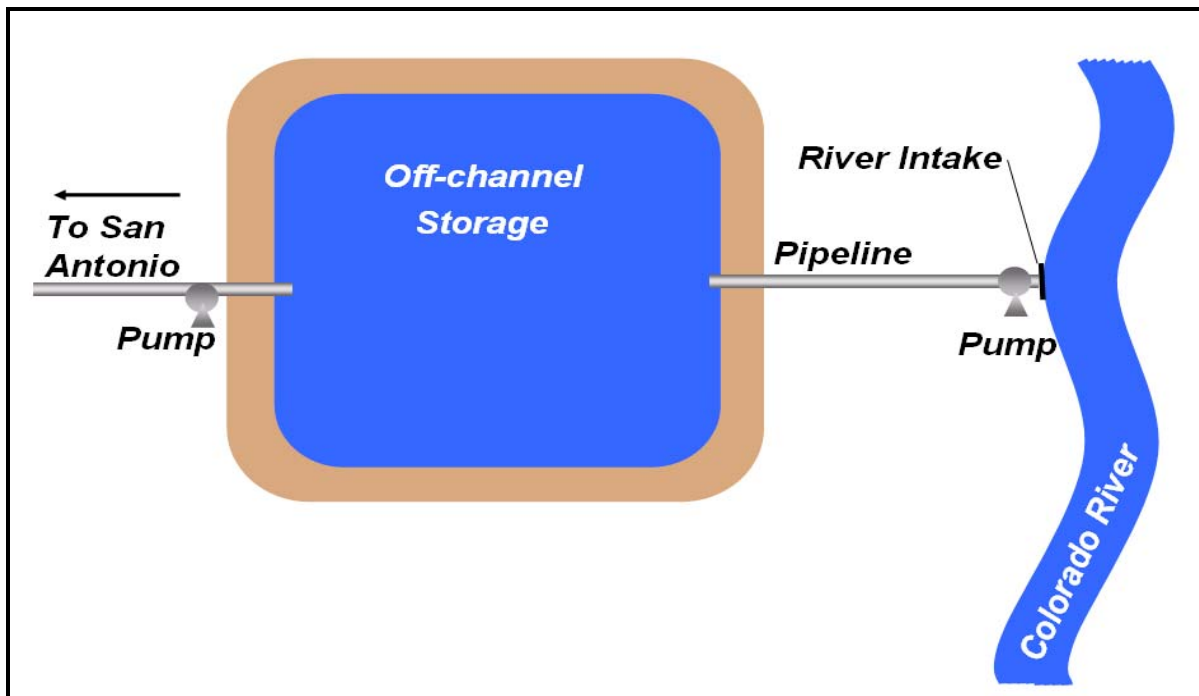 Off-channel
Storage
River Intake
To San
Antonio
Pipeline
Pump
Pump
Colorado River